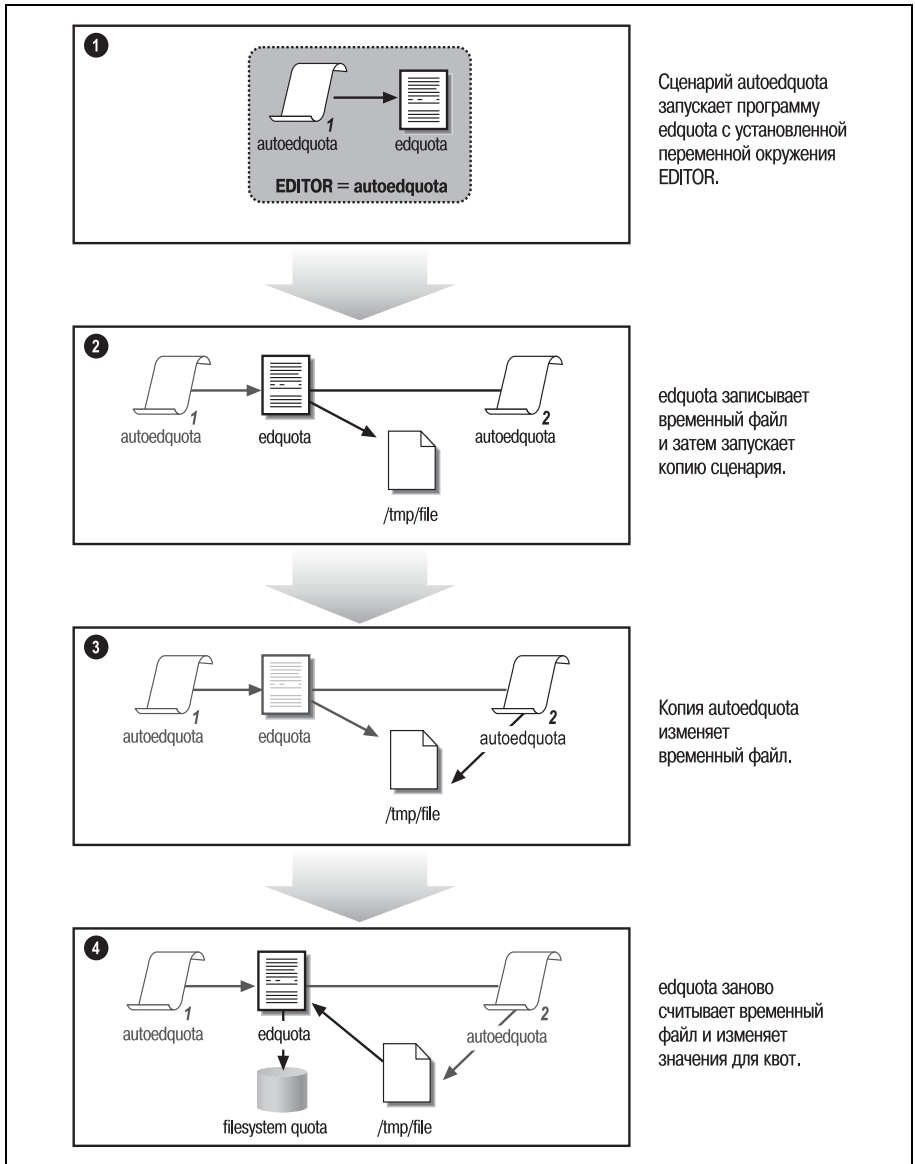 1
1
autoedquota
edquota
EDITOR = autoedquota
Сценарий autoedquota
запускает программу
edquota с установленной
переменной окружения
EDITOR.
2
1
autoedquota
edquota
2
autoedquota
/tmp/file
edquota записывает
временный файл
и затем запускает
копию сценария.
3
1
autoedquota
edquota
2
autoedquota
/tmp/file
Копия autoedquota
изменяет
временный файл.
4
1
autoedquota
edquota
2
autoedquota
filesystem quota
/tmp/file
edquota заново
считывает временный
файл и изменяет
значения для квот.